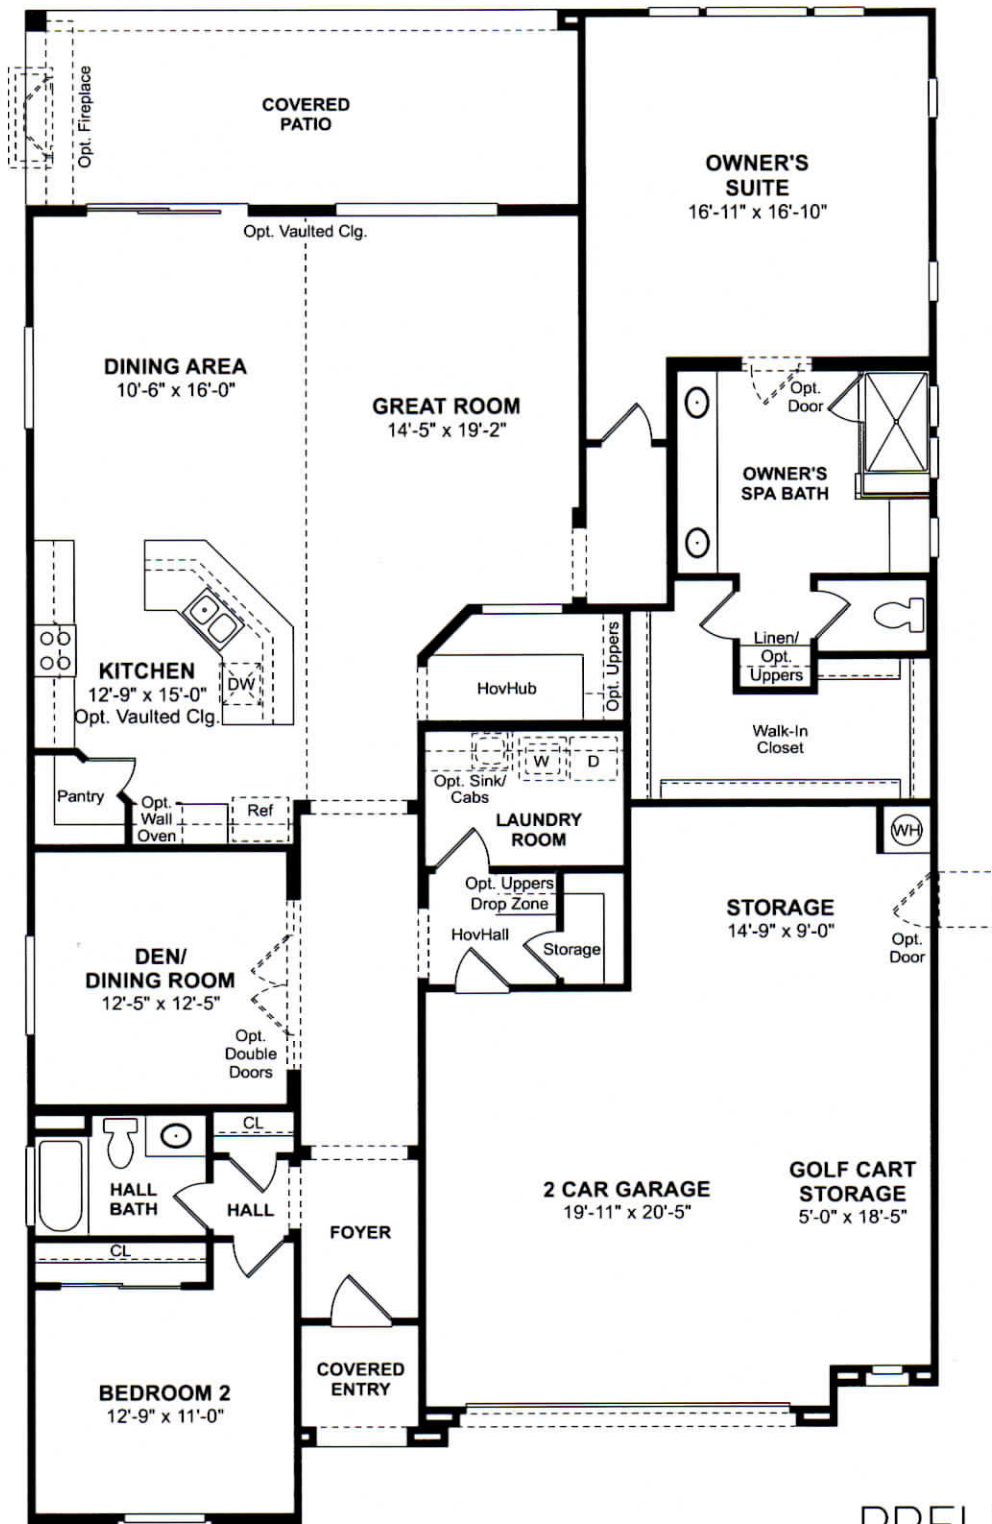 COVERED
PATIO
Opt. Fireplace
OWNER'S
SUITE
16'-11" x 16'-10"
Opt. Vaulted Clg.
DINING AREA
10'-6" x 16'-0"
GREAT ROOM
14'-5" x 19'-2"
Opt.
Door
OWNER'S
SPA BATH
KITCHEN
12'-9" x 15'-0"
Opt. Vaulted Clg.
DW
HovHub
Opt. Uppers
Linen/
Opt.
Uppers
Walk-In
Closet
Pantry
Opt.
Wall
Oven
Ref
Opt. Sink/
Cabs
W
D
LAUNDRY
ROOM
WH
Opt. Uppers
Drop Zone
HovHall
Storage
STORAGE
14'-9" x 9'-0"
Opt.
Door
DEN/
DINING ROOM
12'-5" x 12'-5"
Opt.
Double
Doors
CL
HALL
BATH
HALL
FOYER
CL
2 CAR GARAGE
19'-11" x 20'-5"
GOLF CART
STORAGE
5'-0" x 18'-5"
COVERED
ENTRY
BEDROOM 2
12'-9" x 11'-0"